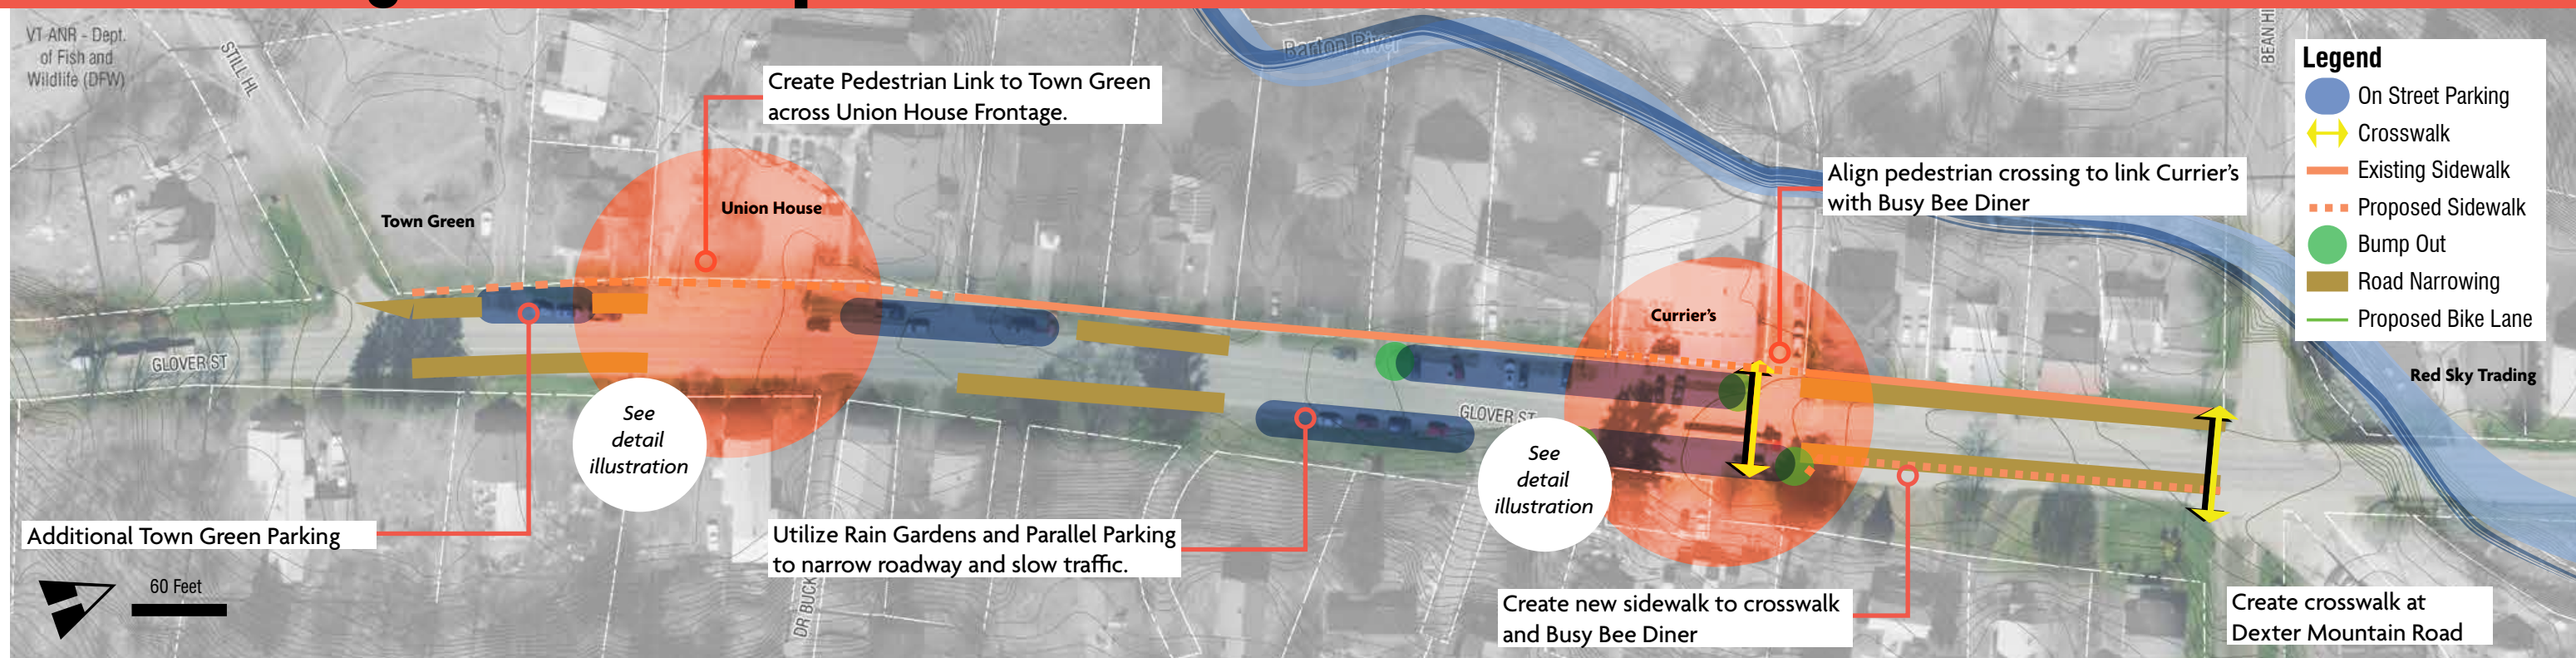 VT ANR - Dept.
of Fish and
Wildlife (DFW)
STILL HL
Barton River
BEAN HL
Create Pedestrian Link to Town Green
across Union House Frontage.
Align pedestrian crossing to link Currier's
with Busy Bee Diner
Legend
On Street Parking
Crosswalk
Existing Sidewalk
Proposed Sidewalk
Bump Out
Road Narrowing
Proposed Bike Lane
Town Green
Union House
Currier's
Red Sky Trading
GLOVER ST
GLOVER ST
See
detail
illustration
See
detail
illustration
Additional Town Green Parking
Utilize Rain Gardens and Parallel Parking
to narrow roadway and slow traffic.
DR BUCK
60 Feet
Create new sidewalk to crosswalk
and Busy Bee Diner
Create crosswalk at
Dexter Mountain Road